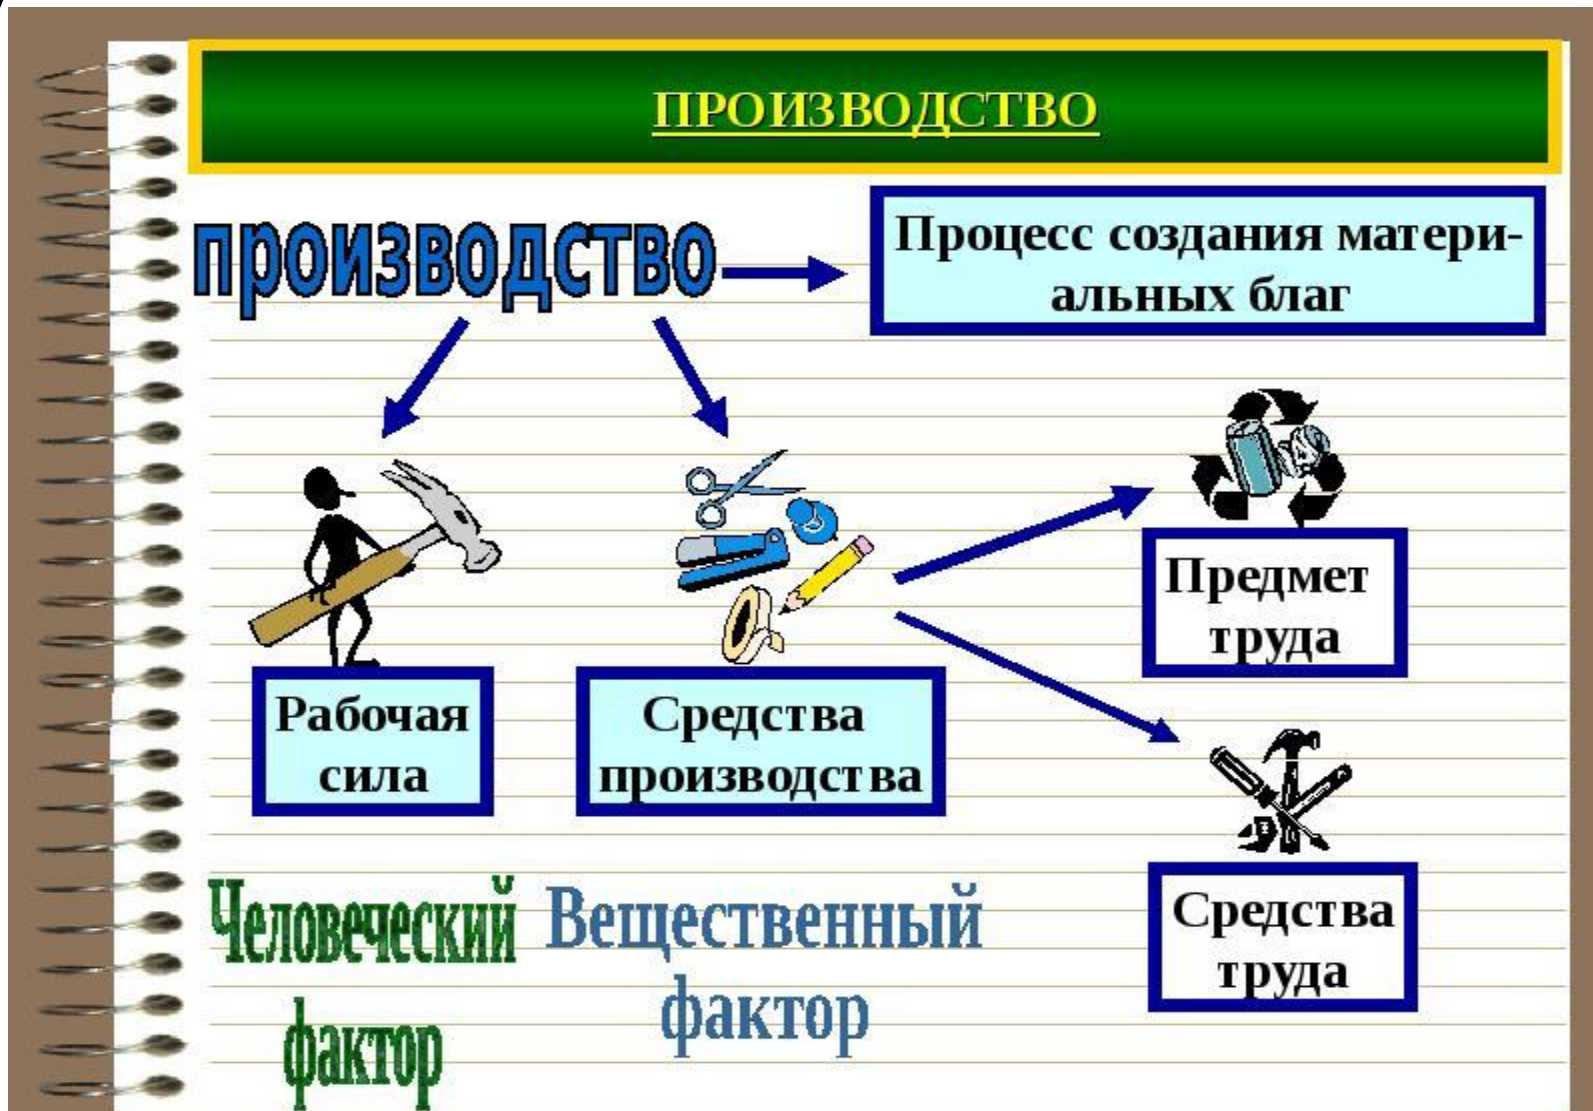 ПРОИЗВОДСТВО
производство
Процесс создания матери-
альных благ
Предмет
труда
Рабочая
сила
Средства
производства
Средства
труда
Человеческий
фактор
Вещественный
фактор